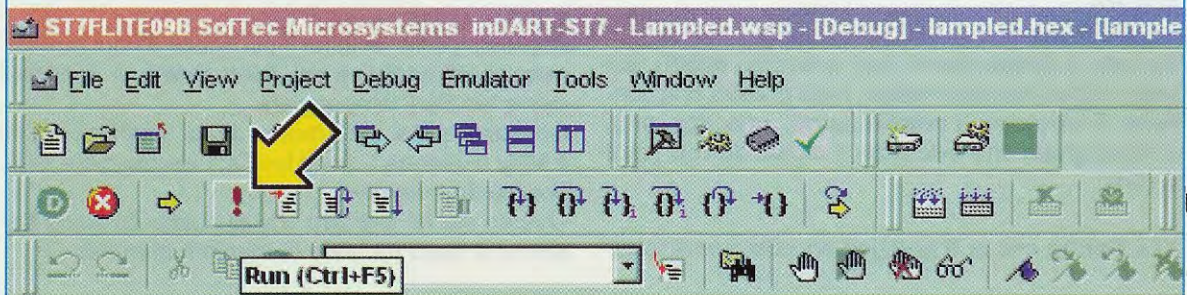 ST7FLITE09B SofTec Microsystems inDART-ST7 - Lampled.wsp - [Debug] - lampled.hex - [lample
File Edit View Project Debug Emulator Tools Window Help
Run (Ctrl+F5)